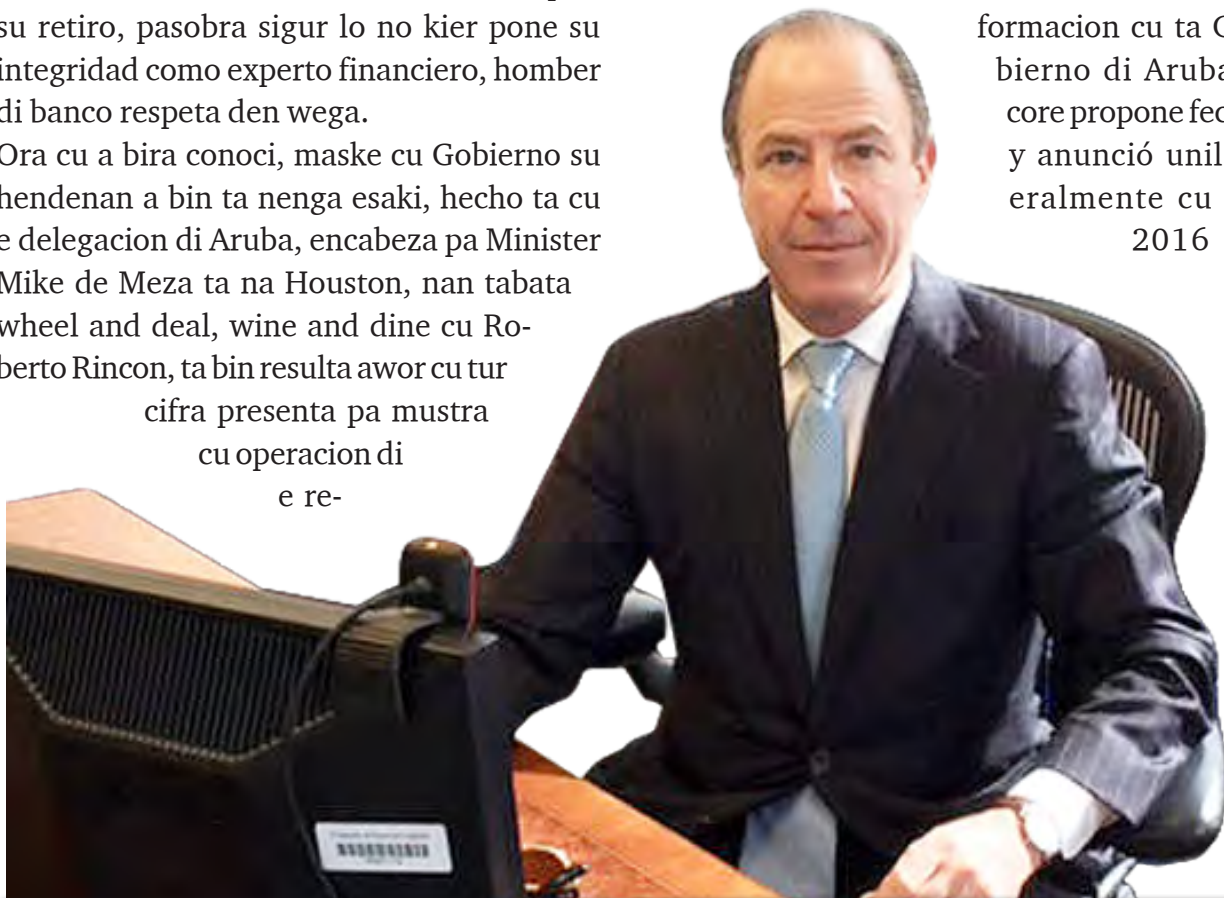 su retiro, pasobra sigur lo no kier pone su
integridad como experto financiero, homber
di banco respeta den wega.
Ora cu a bira conoci, maske cu Gobierno su
hendenan a bin ta nenga esaki, hecho ta cu
e delegacion di Aruba, encabeza pa Minister
Mike de Meza ta na Houston, nan tabata
wheel and deal, wine and dine cu Ro-
berto Rincon, ta bin resulta awor cu tur
cifra presenta pa mustra
cu operacion di
e re-
formacion cu ta
bierno di Aruba
core propone
y anunció unil
eralmente cu
2016